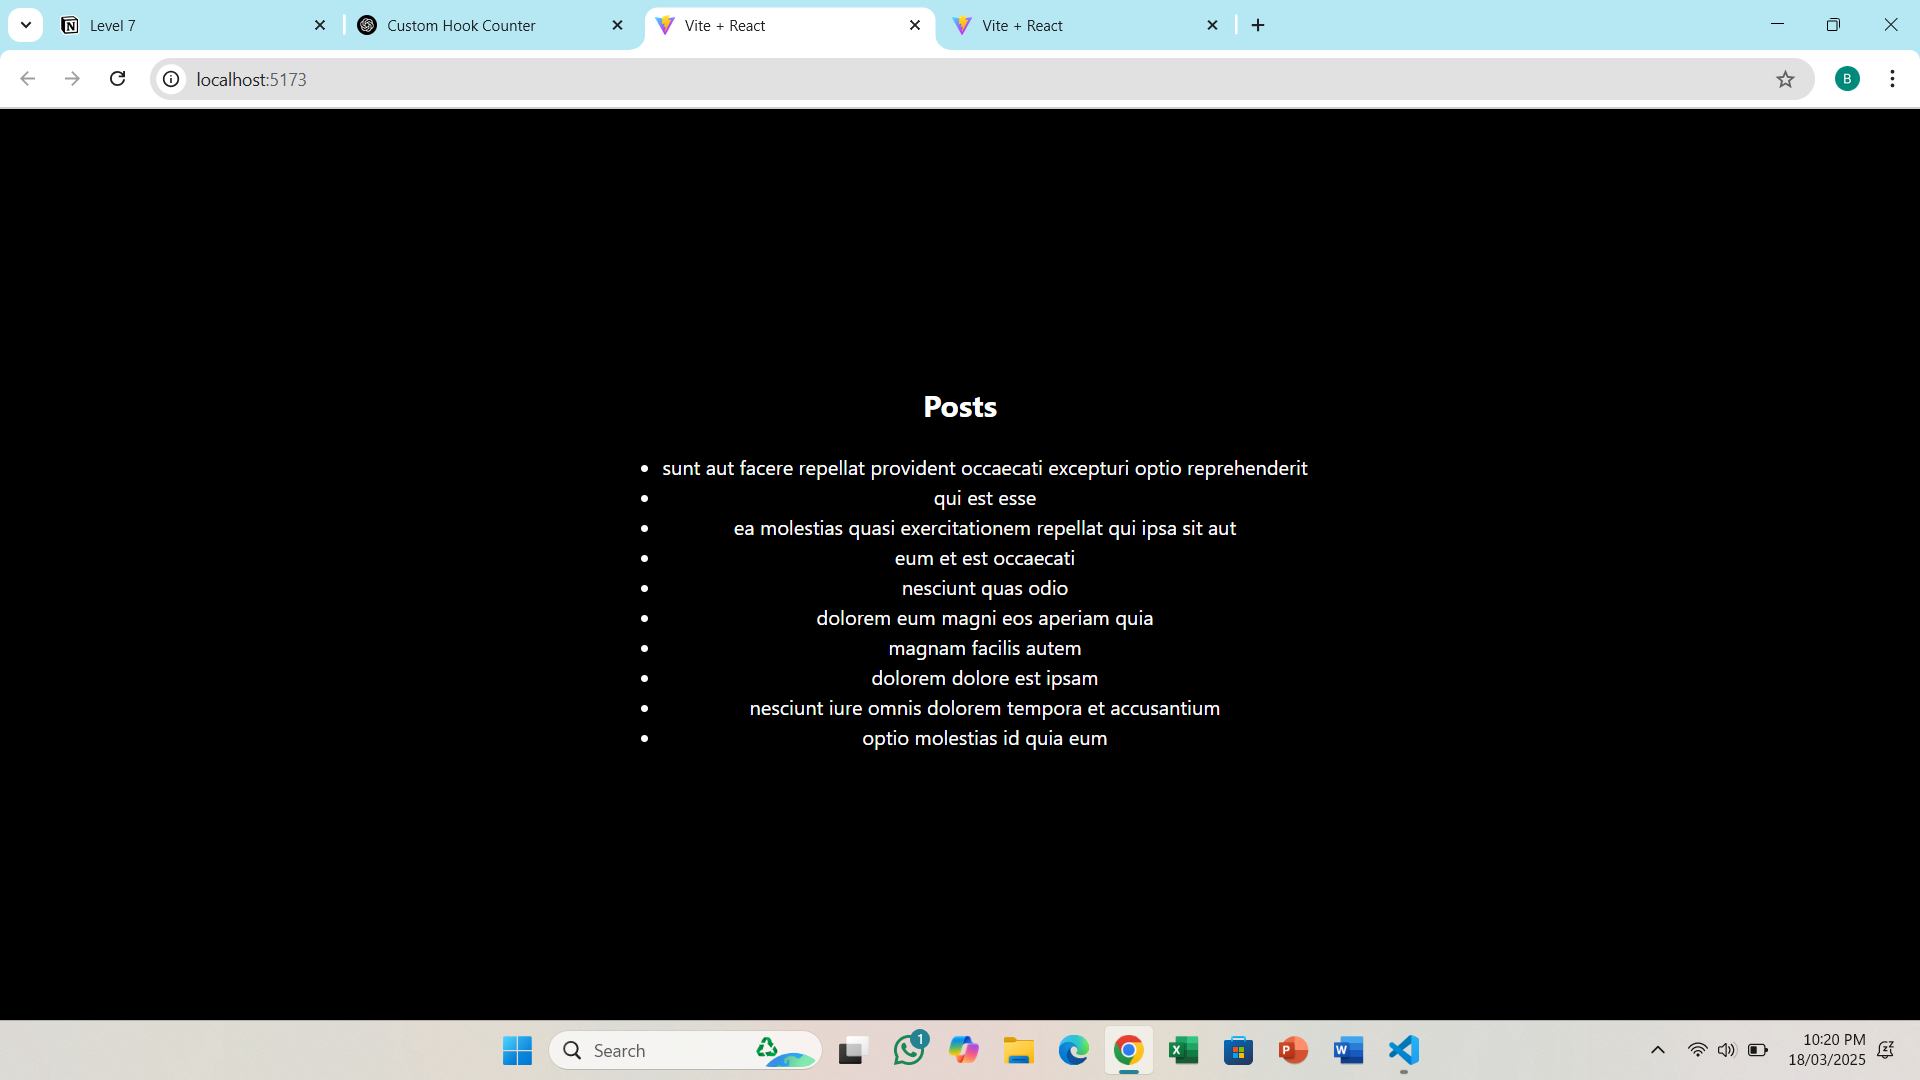 Level 7
Custom Hook Counter
Vite + React
Vite + React
localhost:5173
B
Posts
sunt aut facere repellat provident occaecati excepturi optio reprehenderit
qui est esse
ea molestias quasi exercitationem repellat qui ipsa sit aut
eum et est occaecati
nesciunt quas odio
dolorem eum magni eos aperiam quia
magnam facilis autem
dolorem dolore est ipsam
nesciunt iure omnis dolorem tempora et accusantium
optio molestias id quia eum
Search
1
10:20 PM
18/03/2025